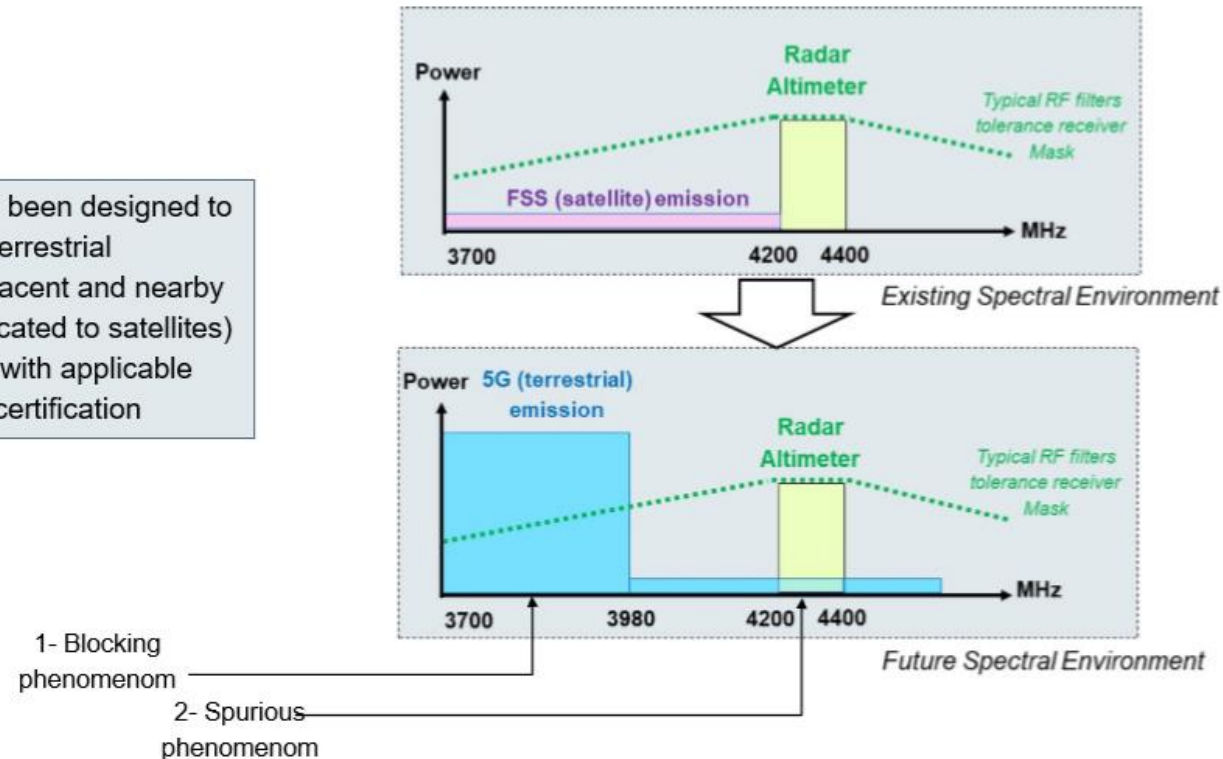 been designed to
errestrial
acent and nearby
cated to satellites)
with applicable
certification
Power
Radar
Altimeter
Typical RF filters
tolerance receiver
Mask
FSS (satellite) emission
MHz
3700
4200
4400
Existing Spectral Environment
Power
5G (terrestrial)
emission
Radar
Altimeter
Typical RF filters
tolerance receiver
Mask
MHz
3700
3980
4200
4400
Future Spectral Environment
1- Blocking
phenomenom
2- Spurious
phenomenom